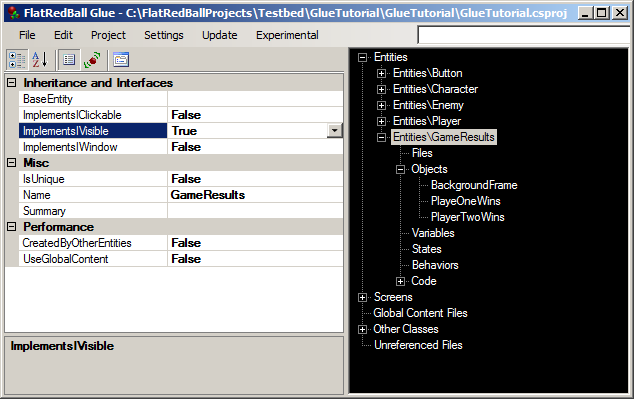 FlatRedBall Glue - C:\FlatRedBallProjects\Testbed\GlueTutorial\GlueTutorial\GlueTutorial.csproj
File Edit Project Settings Update Experimental
Inheritance and Interfaces
BaseEntity
ImplementsIClickable False
ImplementsIVisible True
ImplementsIWindow False
Misc
IsUnique False
Name GameResults
Summary
Performance
CreatedByOtherEntities False
UseGlobalContent False
ImplementsIVisible
Entities
Entities\Button
Entities\Character
Entities\Enemy
Entities\Player
Entities\GameResults
Files
Objects
BackgroundFrame
PlayeOneWins
PlayerTwoWins
Variables
States
Behaviors
Code
Screens
Global Content Files
Other Classes
Unreferenced Files